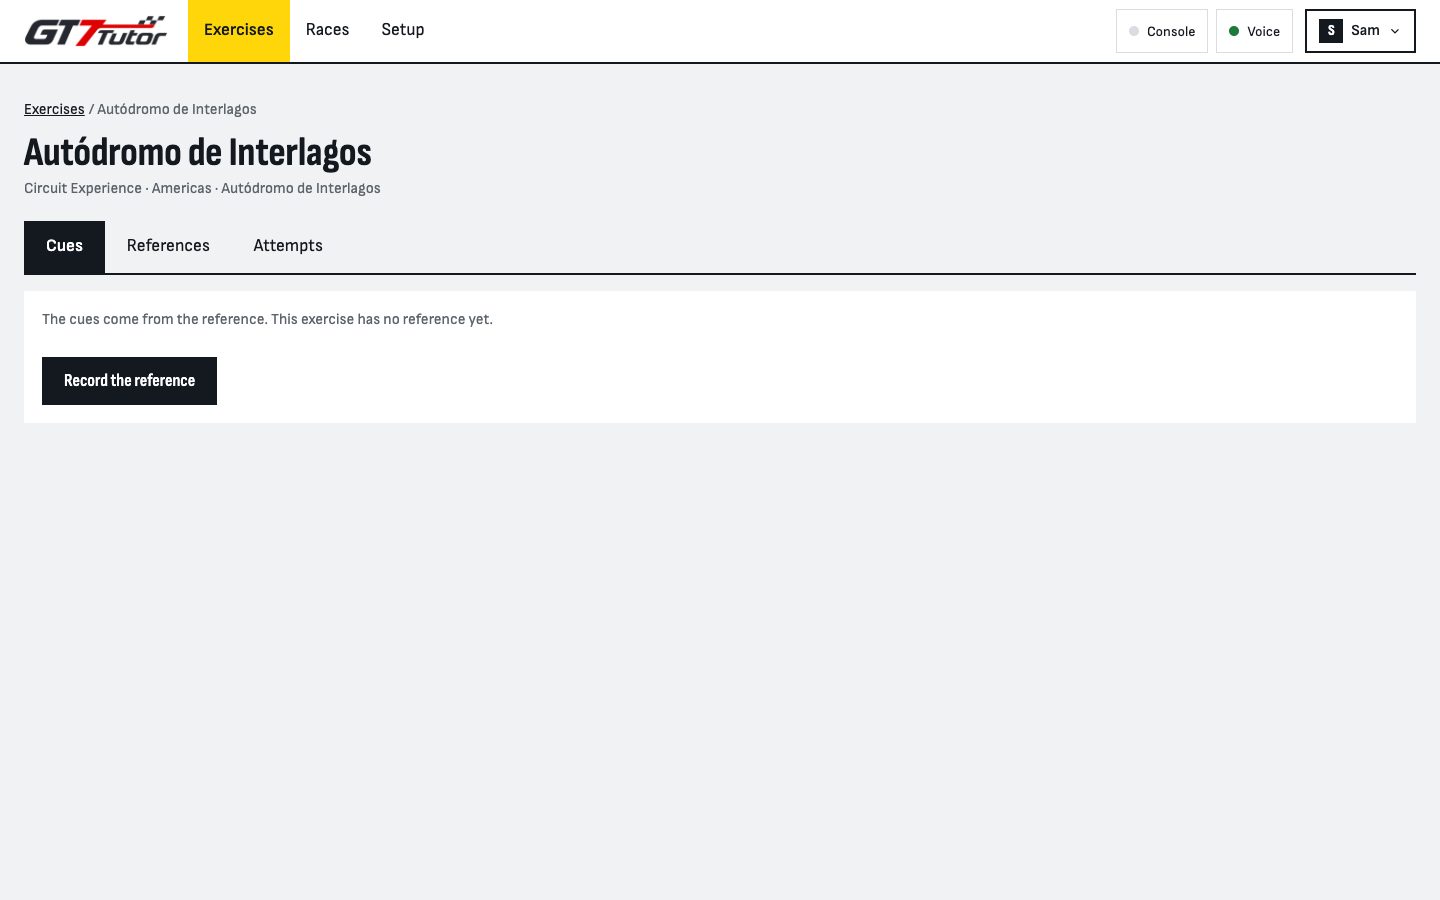 GT7 Tutor
Exercises
Races
Setup
Console
Voice
S
Sam
Exercises / Autódromo de Interlagos
Autódromo de Interlagos
Circuit Experience · Americas · Autódromo de Interlagos
Cues
References
Attempts
The cues come from the reference. This exercise has no reference yet.
Record the reference